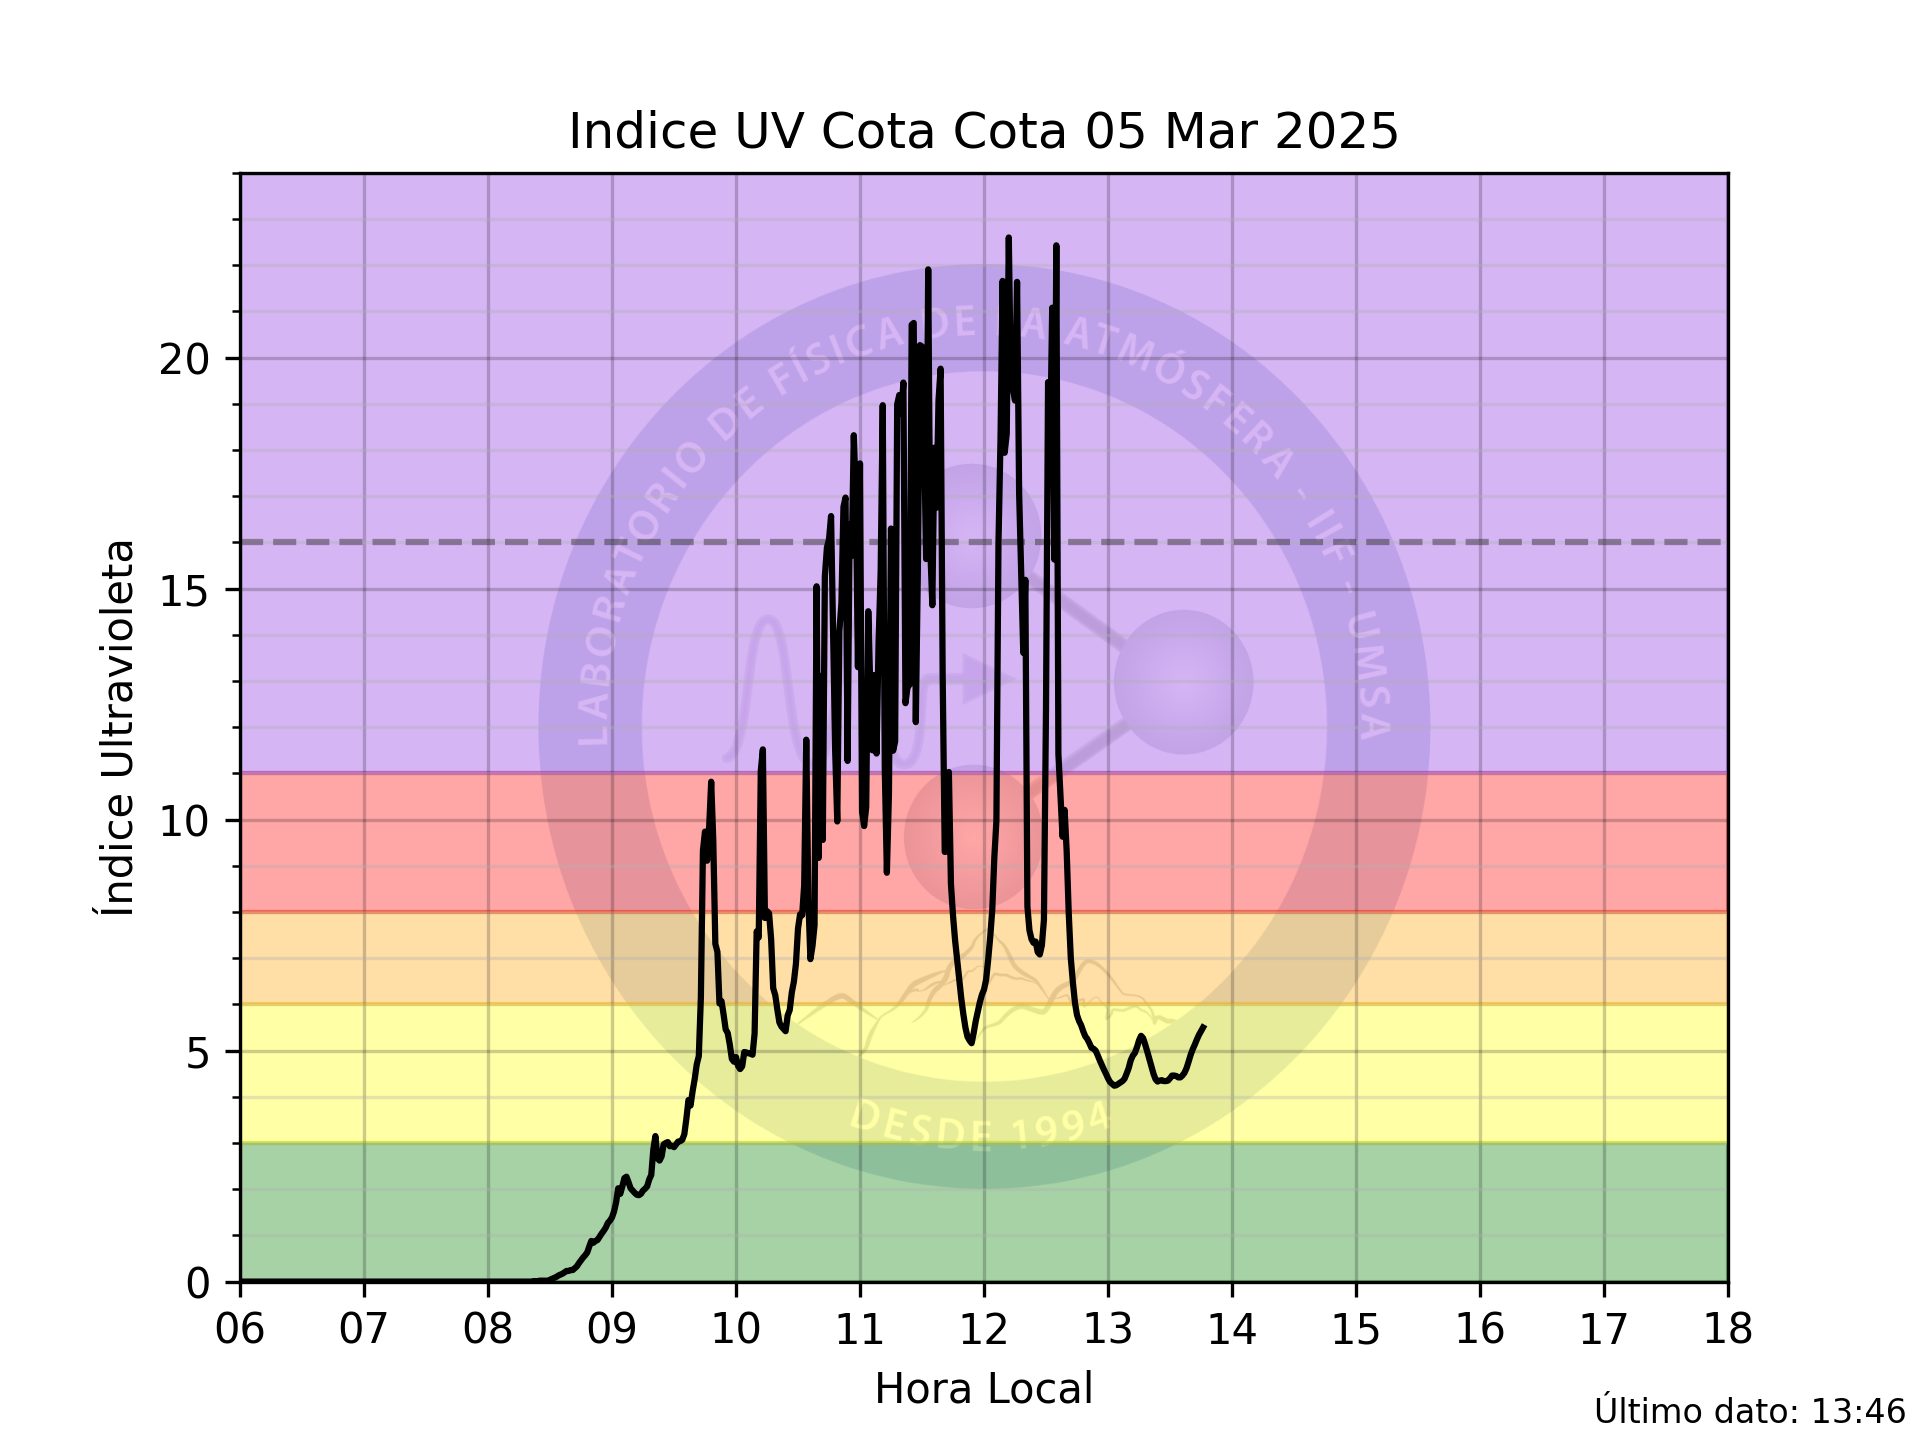 Indice UV Cota Cota 05 Mar 2025
Índice Ultravioleta
20
15
10
5
0
06 07 08 09 10 11 12 13 14 15 16 17 18
Hora Local
Último dato: 13:46
LABORATORIO DE FÍSICA DE LA ATMÓSFERA - IIF - UMSA
DESDE 1994